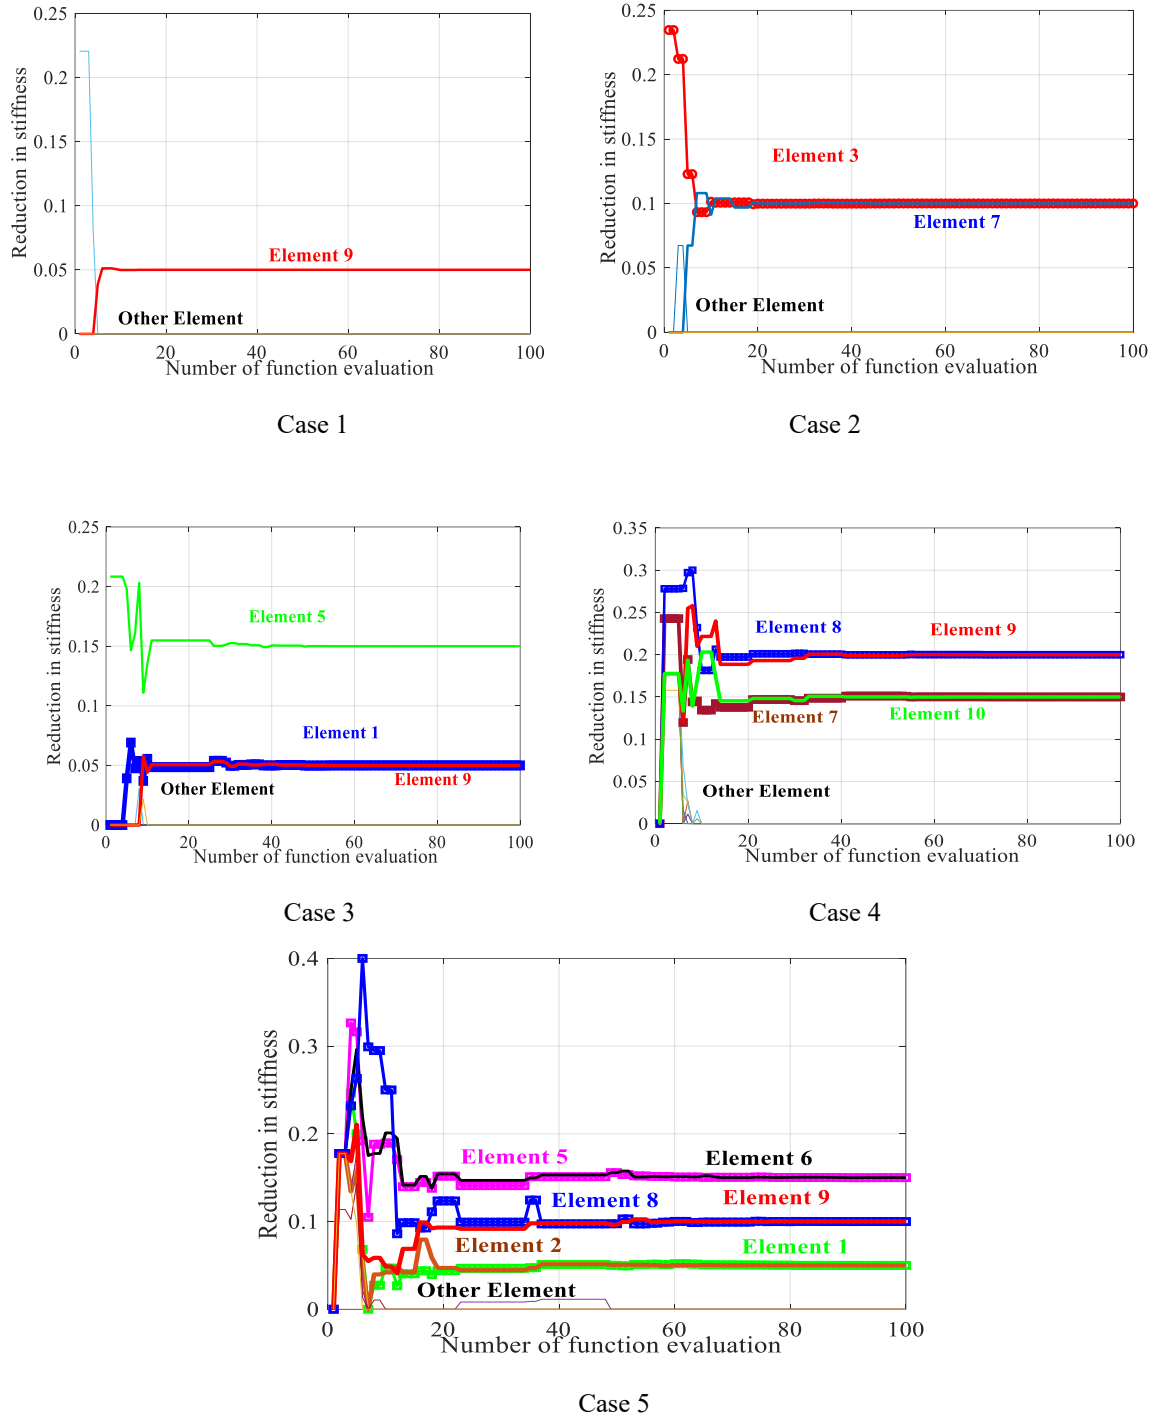 0.25
0.2
0.15
0.1
0.05
0
Reduction in stiffness
Element 9
Other Element
0 20 40 60 80 100
Number of function evaluation
Case 1
0.25
0.2
0.15
0.1
0.05
0
Reduction in stiffness
Element 3
Element 7
Other Element
0 20 40 60 80 100
Number of function evaluation
Case 2
0.25
0.2
0.15
0.1
0.05
0
Reduction in stiffness
Element 5
Element 1
Element 9
Other Element
0 20 40 60 80 100
Number of function evaluation
Case 3
0.35
0.3
0.25
0.2
0.15
0.1
0.05
0
Reduction in stiffness
Element 8
Element 9
Element 7
Element 10
Other Element
0 20 40 60 80 100
Number of function evaluation
Case 4
0.4
0.3
0.2
0.1
0
Reduction in stiffness
Element 5
Element 6
Element 8
Element 9
Element 2
Element 1
Other Element
0 20 40 60 80 100
Number of function evaluation
Case 5